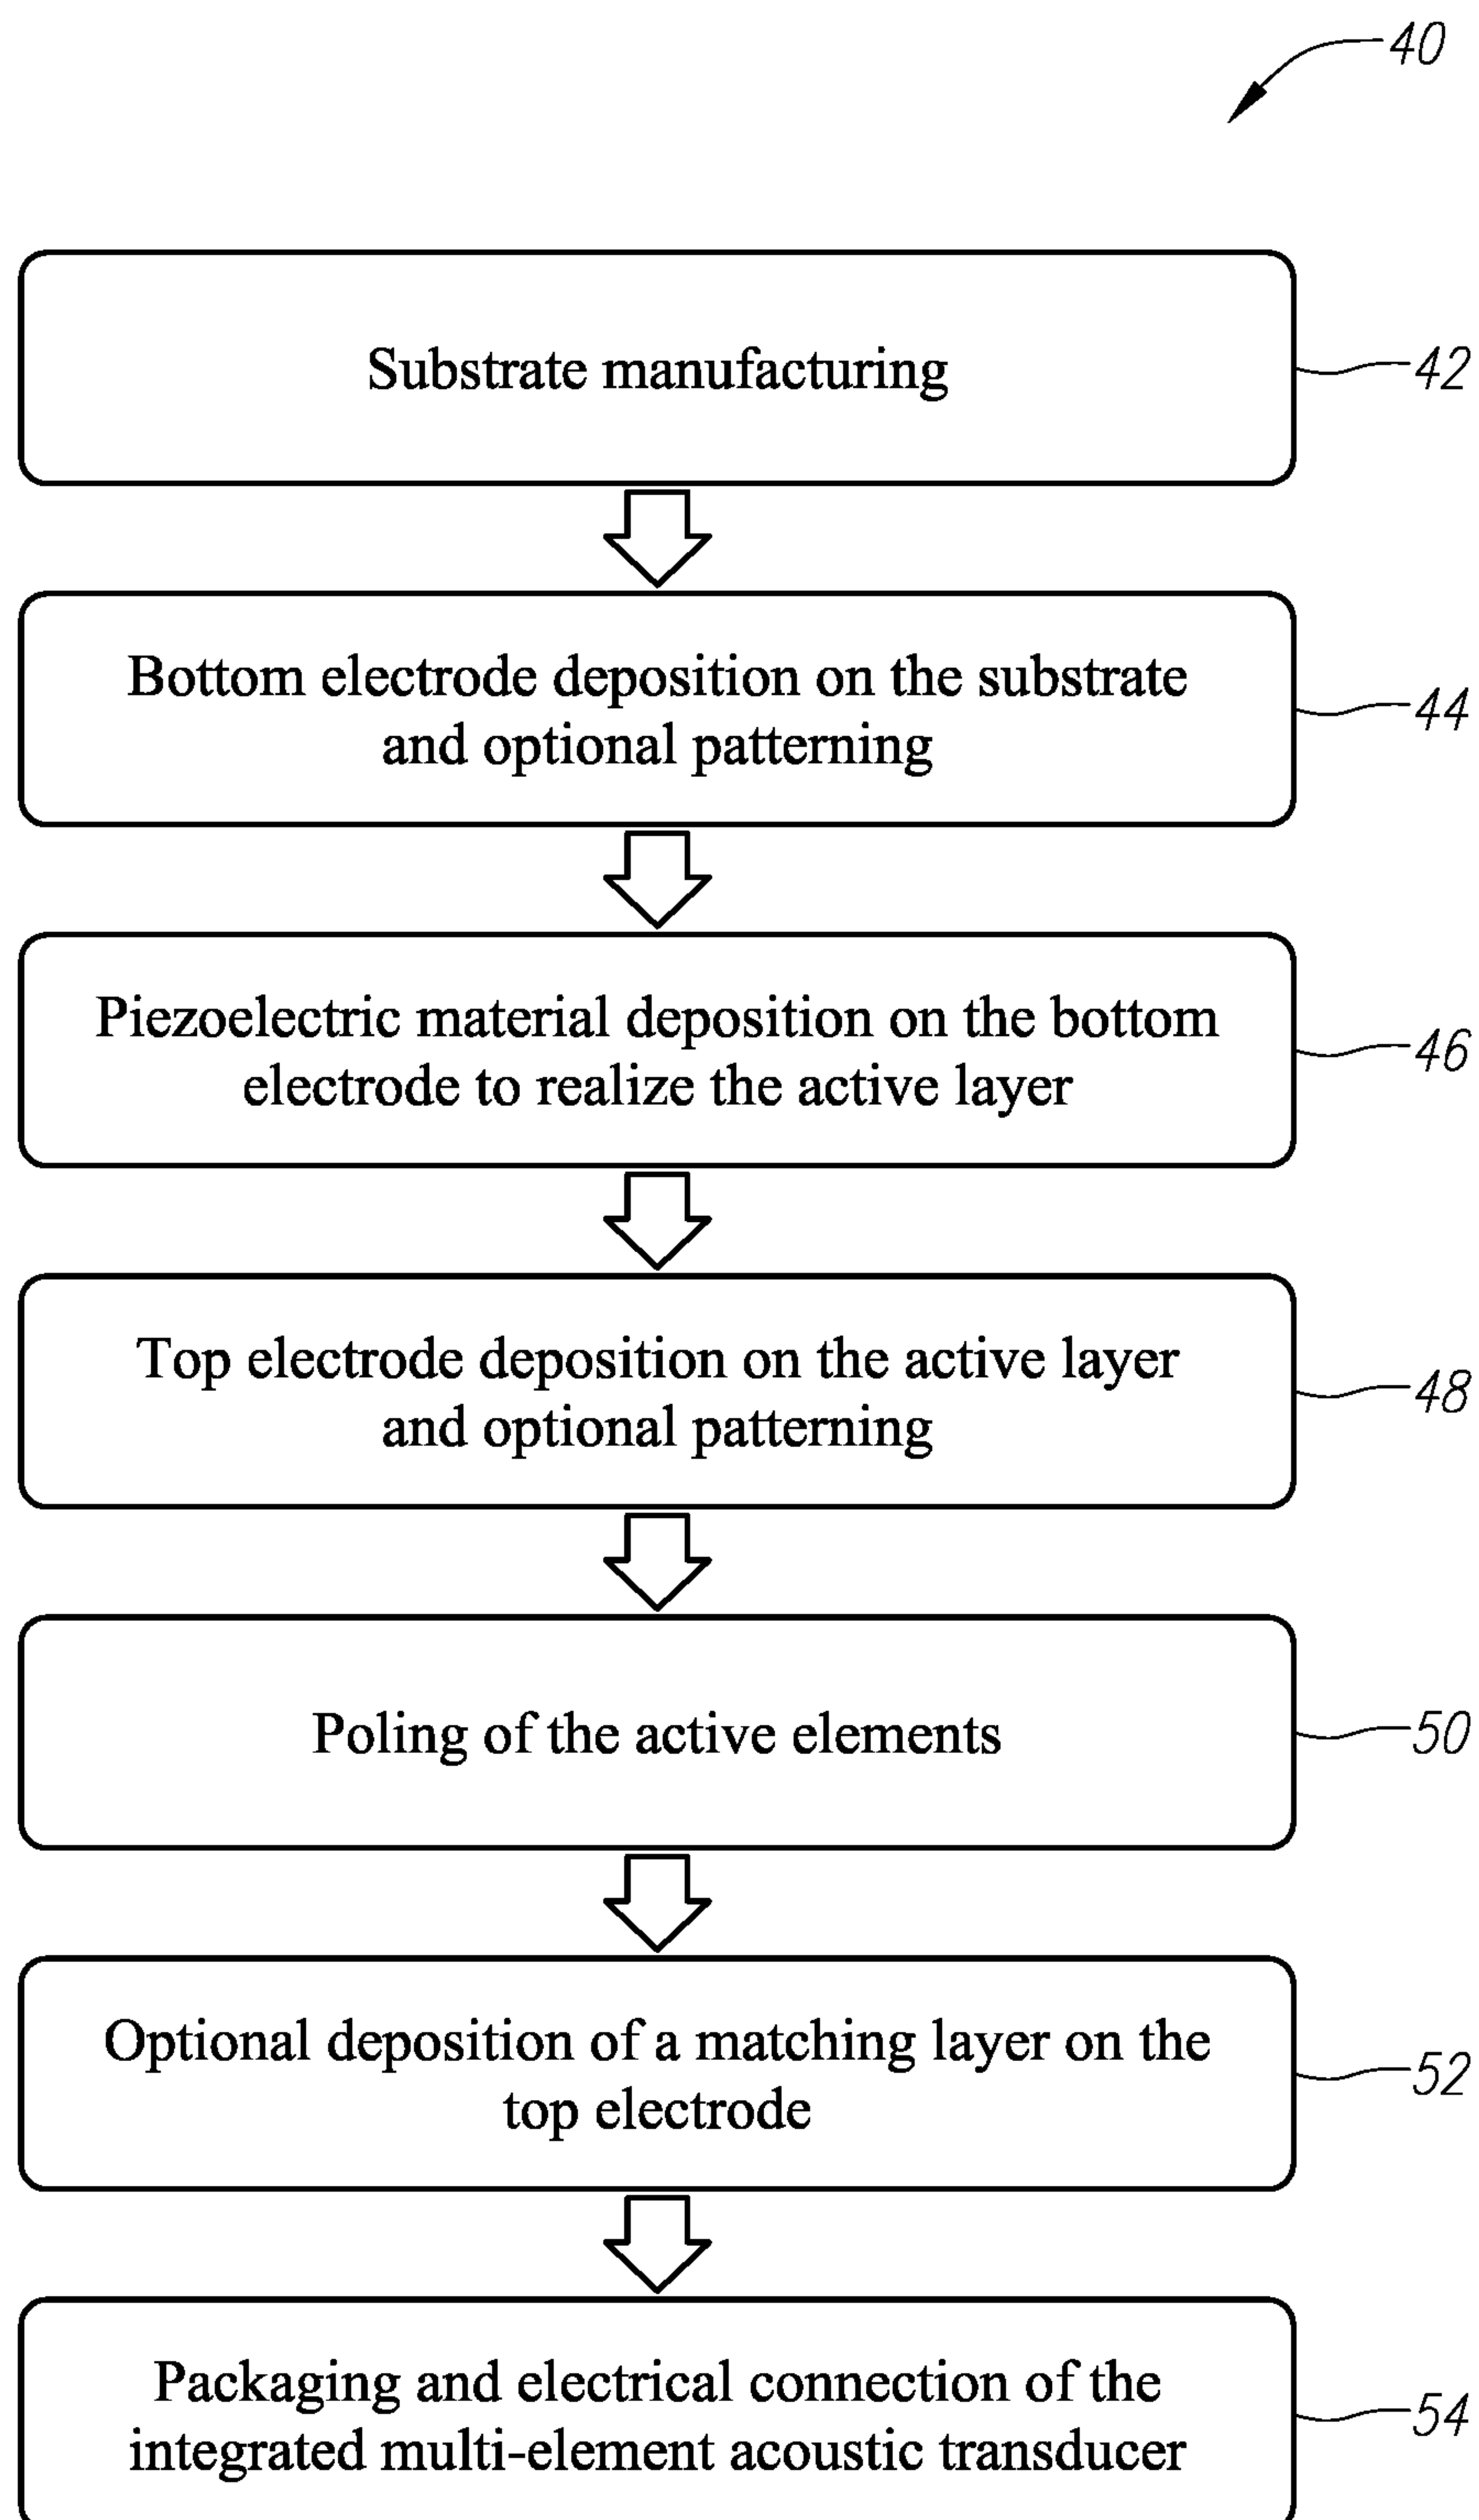 40
Substrate manufacturing
42
Bottom electrode deposition on the substrate
and optional patterning
44
Piezoelectric material deposition on the bottom
electrode to realize the active layer
46
Top electrode deposition on the active layer
and optional patterning
48
Poling of the active elements
50
Optional deposition of a matching layer on the
top electrode
52
Packaging and electrical connection of the
integrated multi-element acoustic transducer
54